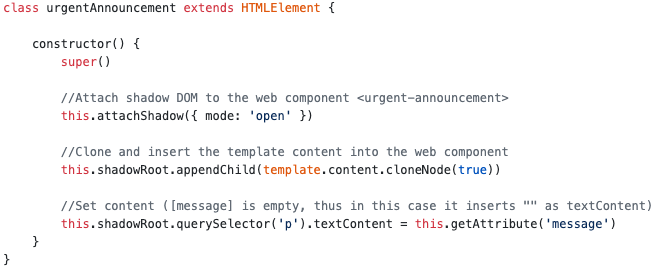 class urgentAnnouncement extends HTMLElement {
constructor() {
super()
//Attach shadow DOM to the web component <urgent-announcement>
this.attachShadow({ mode: 'open' })
//Clone and insert the template content into the web component
this.shadowRoot.appendChild(template.content.cloneNode(true))
//Set content ([message] is empty, thus in this case it inserts "" as textContent)
this.shadowRoot.querySelector('p').textContent = this.getAttribute('message')
}
}